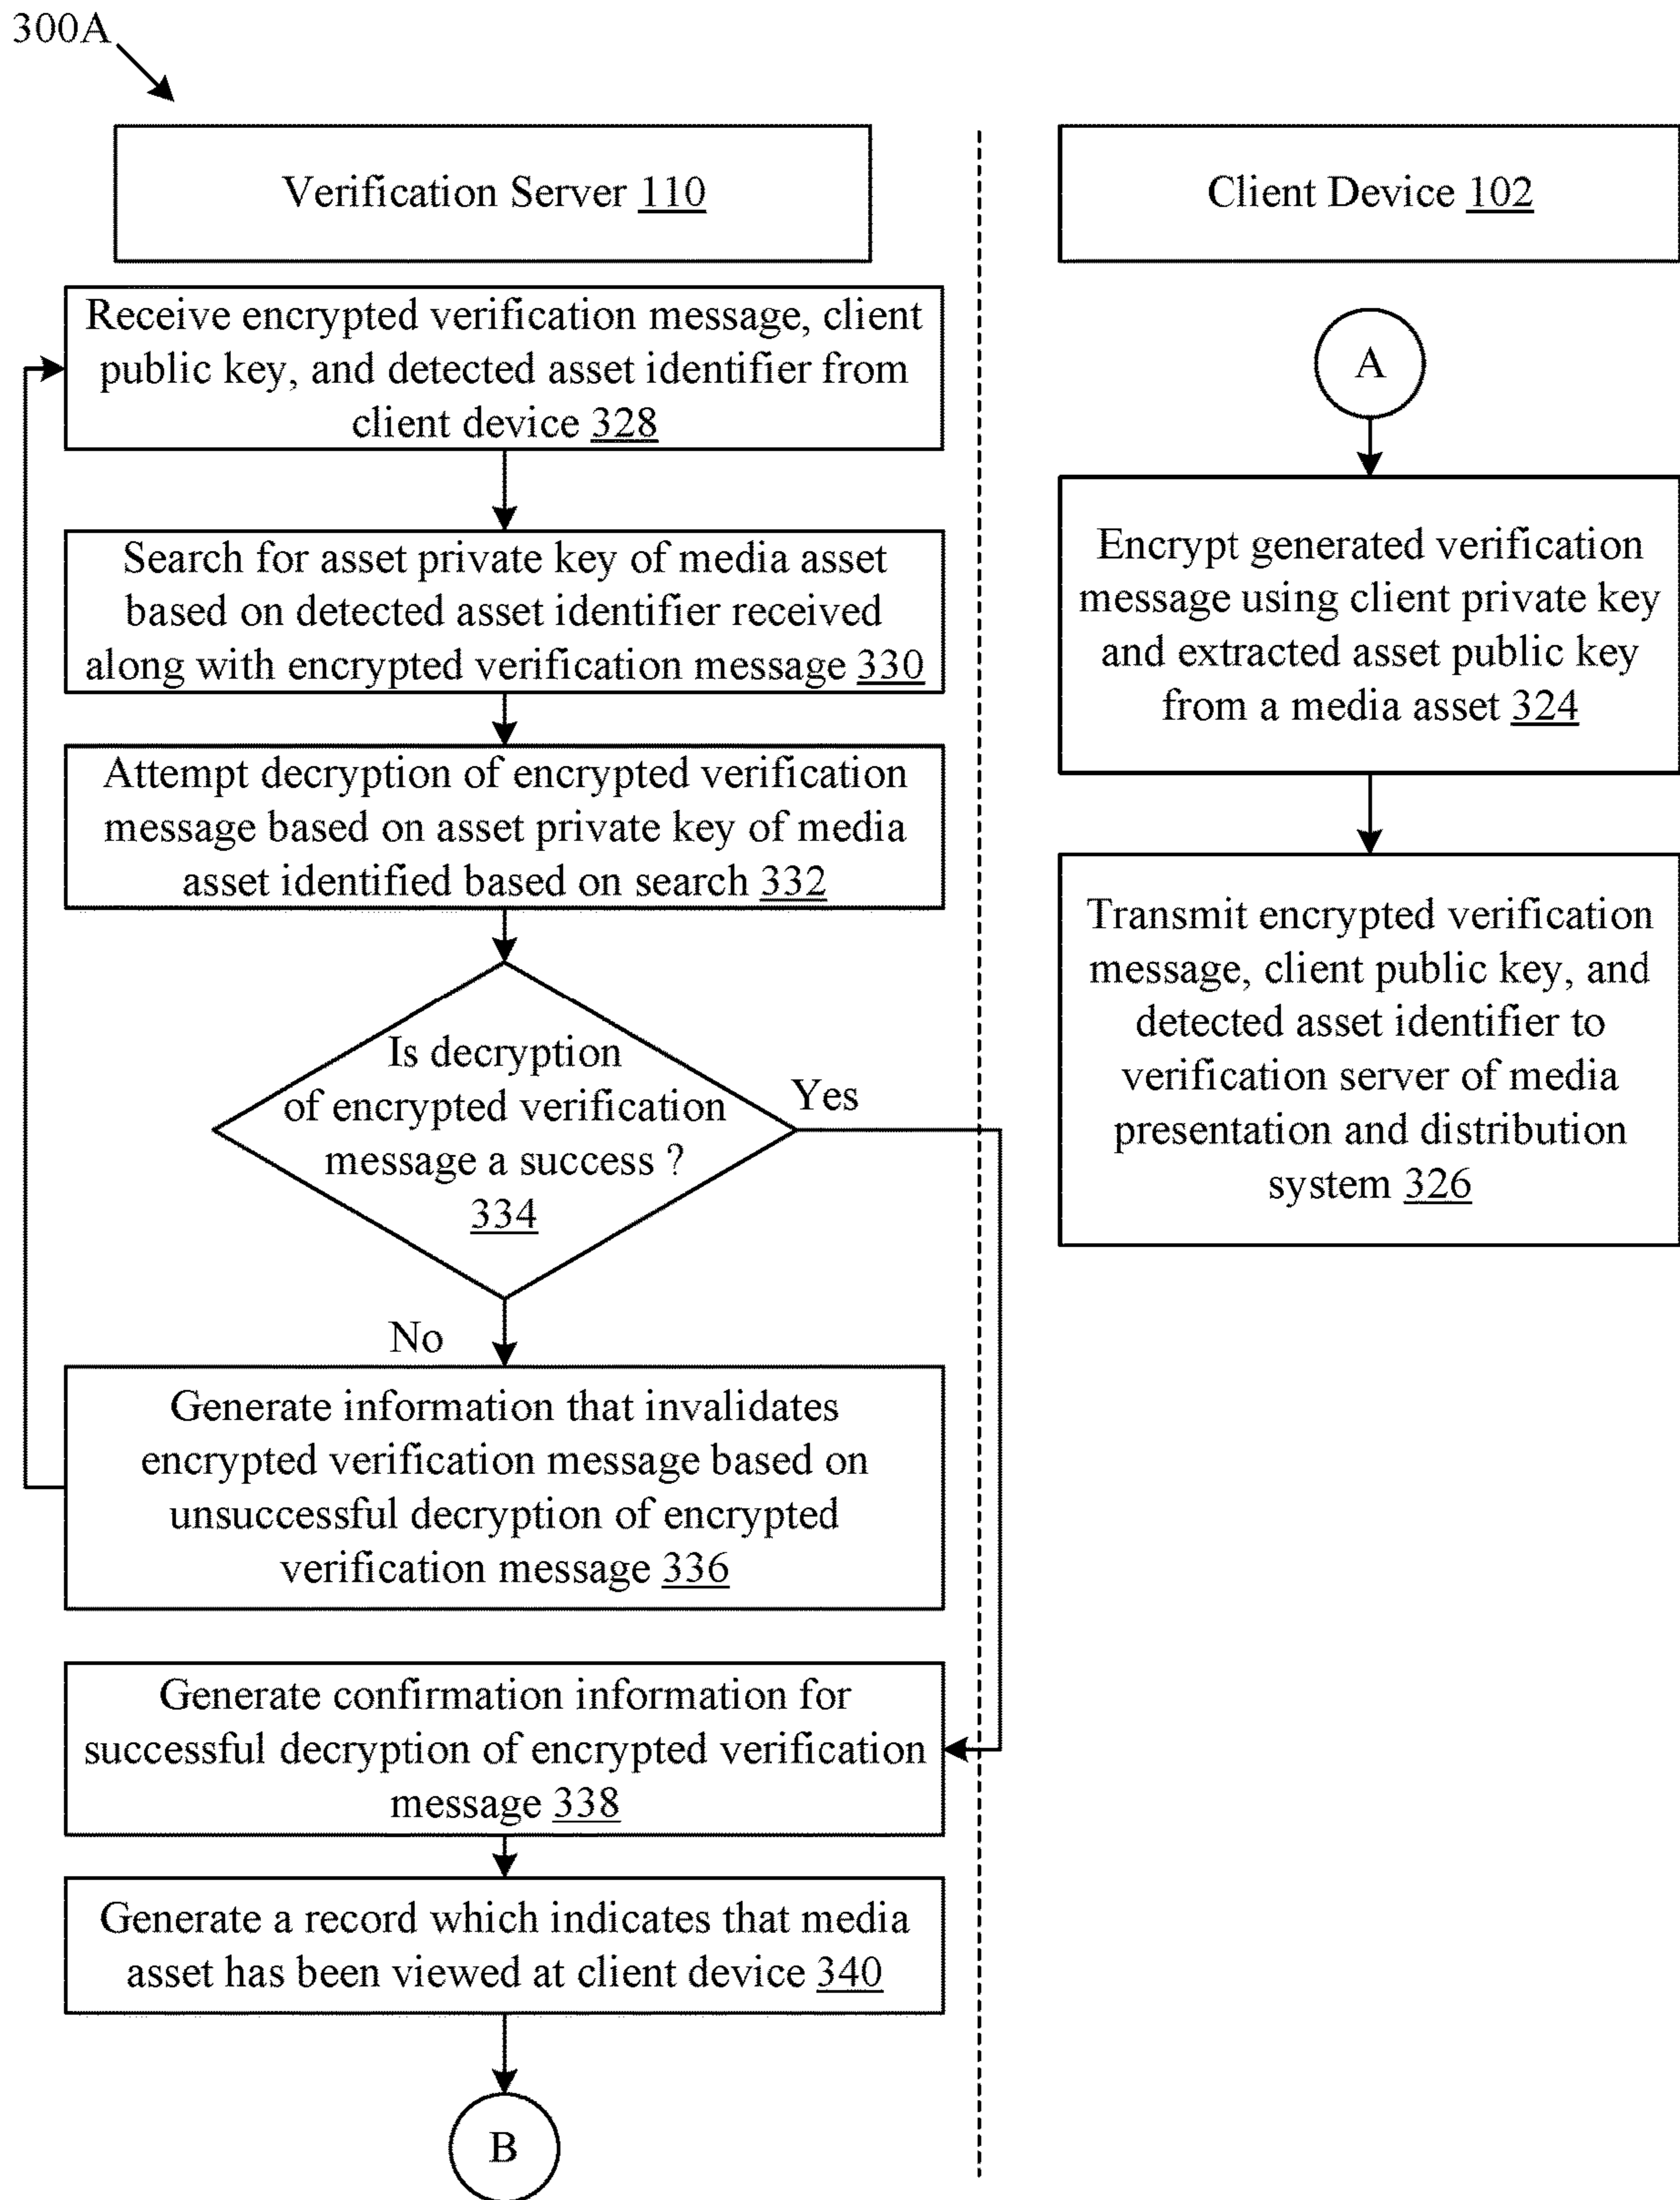 300A
Verification Server 110
Receive encrypted verification message, client
public key, and detected asset identifier from
client device 328
Search for asset private key of media asset
based on detected asset identifier received
along with encrypted verification message 330
Attempt decryption of encrypted verification
message based on asset private key of media
asset identified based on search 332
Is decryption
of encrypted verification
message a success ?
334
Yes
No
Generate information that invalidates
encrypted verification message based on
unsuccessful decryption of encrypted
verification message 336
Generate confirmation information for
successful decryption of encrypted verification
message 338
Generate a record which indicates that media
asset has been viewed at client device 340
B
Client Device 102
A
Encrypt generated verification
message using client private key
and extracted asset public key
from a media asset 324
Transmit encrypted verification
message, client public key, and
detected asset identifier to
verification server of media
presentation and distribution
system 326